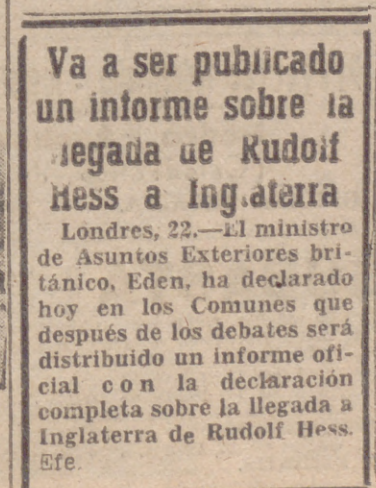 Va a ser publicado
un informe sobre la
llegada de Rudolf
Hess a Inglaterra
Londres, 22.—El ministro
de Asuntos Exteriores bri-
tánico, Eden, ha declarado
hoy en los Comunes que
después de los debates será
distribuido un informe ofi-
cial con la declaración
completa sobre la llegada a
Inglaterra de Rudolf Hess.
Efe.